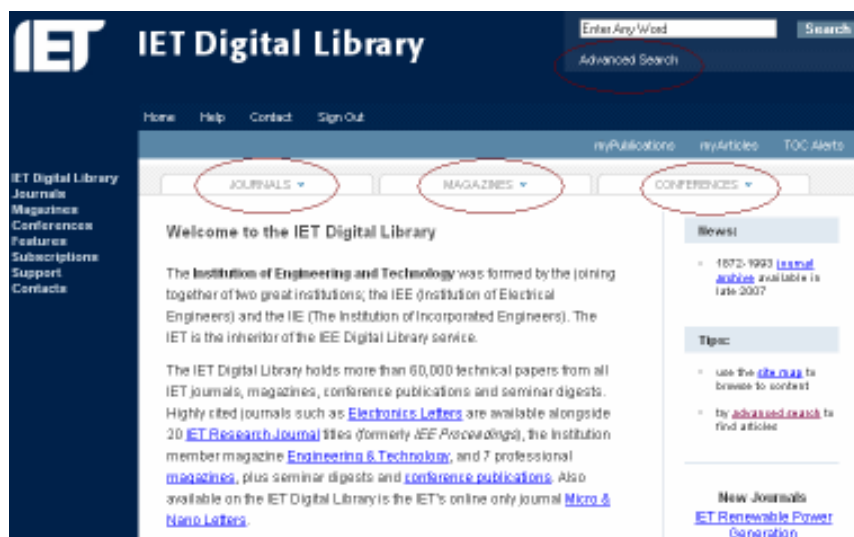 IET
IET Digital Library
Enter Any Word
Search
Advanced Search
Home Help Contact Sign Out
myPublications myArticles TOC Alerts
IET Digital Library
Journals
Magazines
Conferences
Features
Subscriptions
Support
Contacts
JOURNALS MAGAZINES CONFERENCES
Welcome to the IET Digital Library
The Institution of Engineering and Technology was formed by the joining
together of two great institutions; the IEE (Institution of Electrical
Engineers) and the IIE (The Institution of Incorporated Engineers). The
IET is the inheritor of the IEE Digital Library service.
The IET Digital Library holds more than 60,000 technical papers from all
IET journals, magazines, conference publications and seminar digests.
Highly cited journals such as Electronics Letters are available alongside
20 IET Research Journal titles (formerly IEE Proceedings), the Institution
member magazine Engineering & Technology, and 7 professional
magazines, plus seminar digests and conference publications. Also
available on the IET Digital Library is the IET's online only journal Micro &
Nano Letters.
News:
1872-1993 journal
archive available in
late 2007
Tips:
use the site map to
browse to content
try advanced search to
find articles
New Journals
IET Renewable Power
Generation